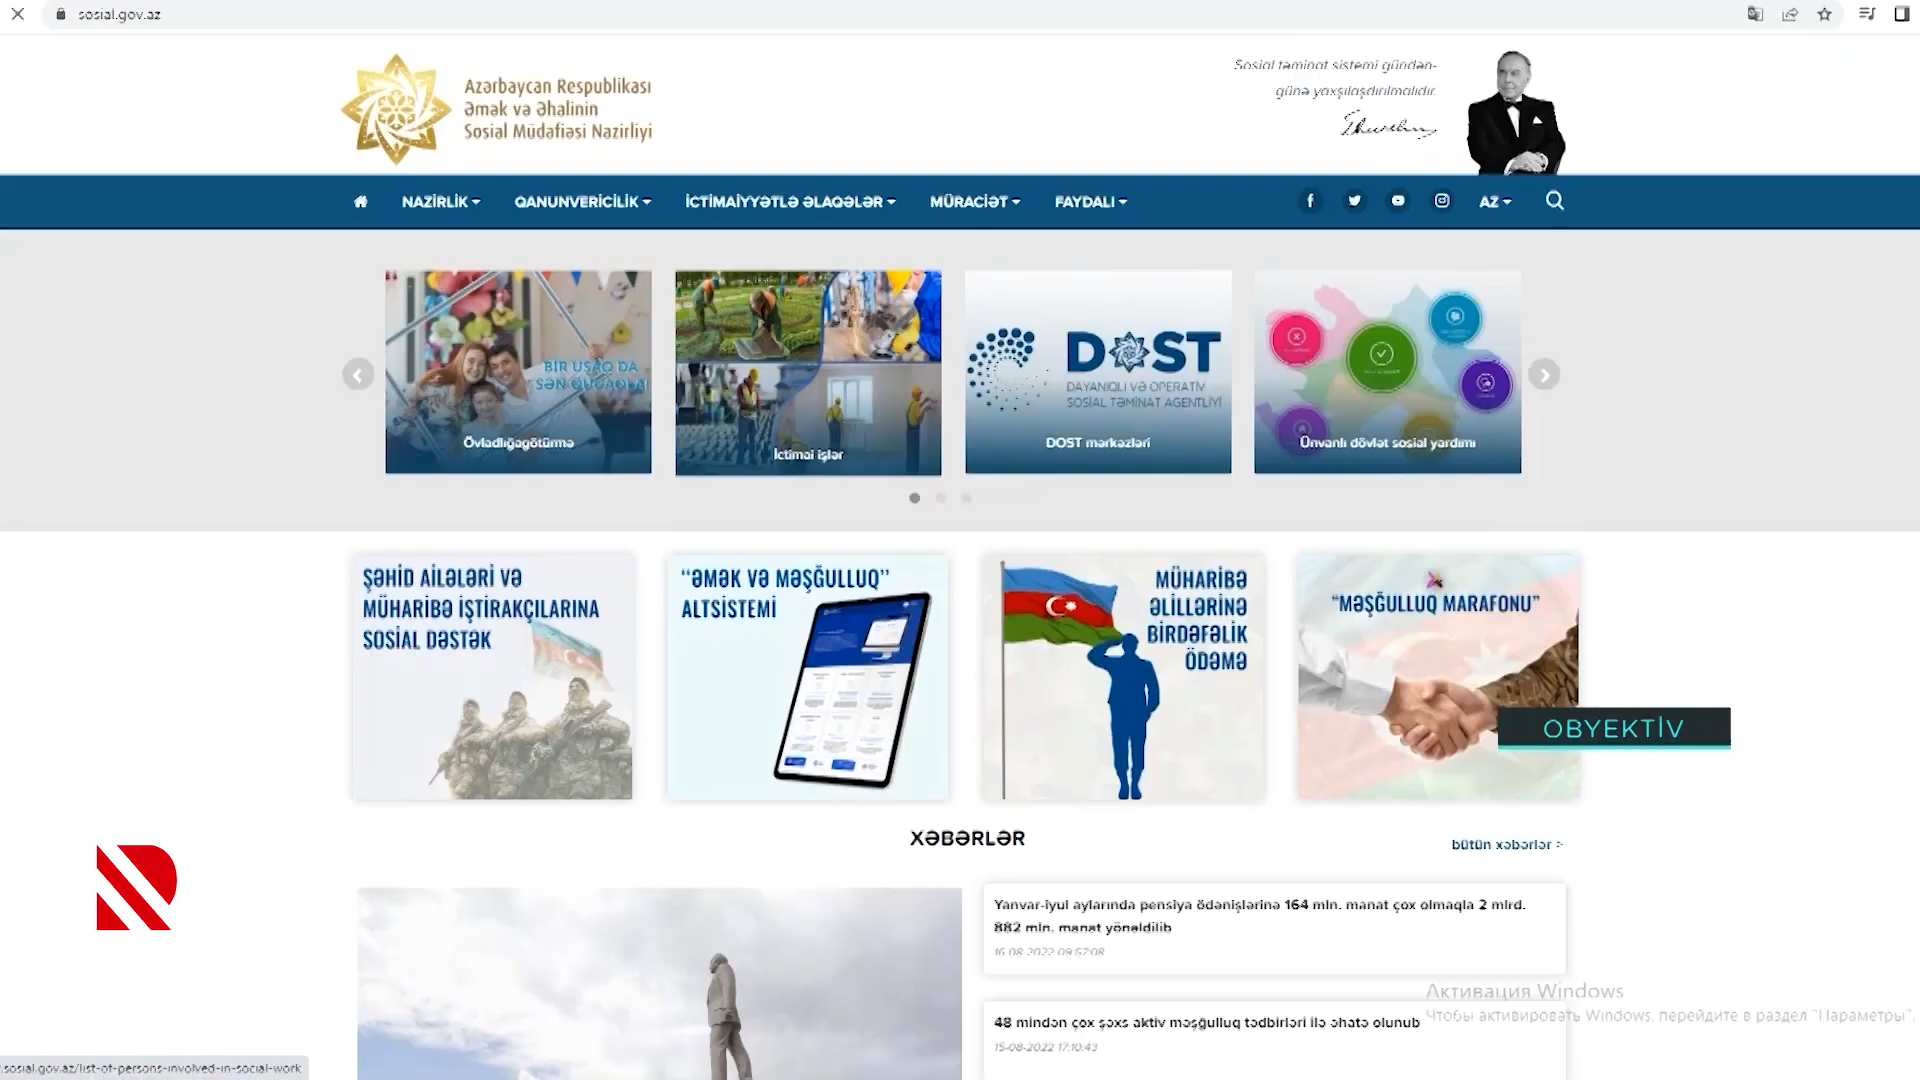 sosial.gov.az
Azərbaycan Respublikası
Əmək və Əhalinin
Sosial Müdafiəsi Nazirliyi
Sosial təminat sistemi gündən-
günə yaxşılaşdırılmalıdır.
NAZİRLİK
QANUNVERİCİLİK
İCTİMAİYYƏTLƏ ƏLAQƏLƏR
MÜRACİƏT
FAYDALI
AZ
BİR UŞAQ DA
SƏN QUCAQLA!
Övladlığagötürmə
İctimai işlər
DOST
DAYANIQLI VƏ OPERATİV
SOSİAL TƏMİNAT AGENTLİYİ
DOST mərkəzləri
Ünvanlı dövlət sosial yardımı
ŞƏHİD AİLƏLƏRİ VƏ
MÜHARİBƏ İŞTİRAKÇILARINA
SOSİAL DƏSTƏK
“ƏMƏK VƏ MƏŞĞULLUQ”
ALTSİSTEMİ
MÜHARİBƏ
ƏLİLLƏRİNƏ
BİRDƏFƏLİK
ÖDƏMƏ
“MƏŞĞULLUQ MARAFONU”
OBYEKTİV
XƏBƏRLƏR
bütün xəbərlər >
Yanvar-iyul aylarında pensiya ödənişlərinə 164 mln. manat çox olmaqla 2 mlrd.
882 mln. manat yönəldilib
16-08-2022 09:57:08
48 mindən çox şəxs aktiv məşğulluq tədbirləri ilə əhatə olunub
15-08-2022 17:10:43
Активация Windows
Чтобы активировать Windows, перейдите в раздел "Параметры".
.sosial.gov.az/list-of-persons-involved-in-social-work